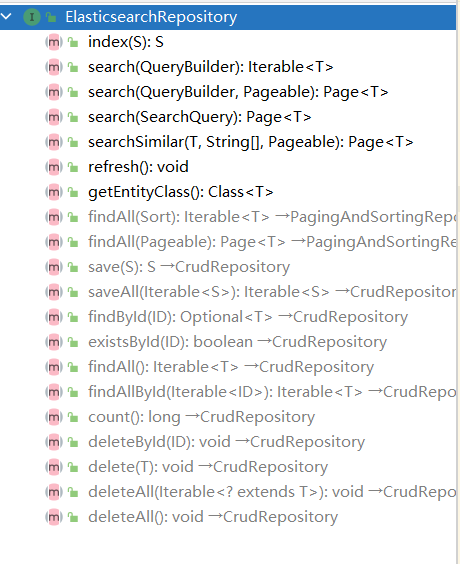 ElasticsearchRepository
index(S): S
search(QueryBuilder): Iterable<T>
search(QueryBuilder, Pageable): Page<T>
search(SearchQuery): Page<T>
searchSimilar(T, String[], Pageable): Page<T>
refresh(): void
getEntityClass(): Class<T>
findAll(Sort): Iterable<T> →PagingAndSortingRepo
findAll(Pageable): Page<T> →PagingAndSortingRe
save(S): S →CrudRepository
saveAll(Iterable<S>): Iterable<S> →CrudRepositor
findById(ID): Optional<T> →CrudRepository
existsById(ID): boolean →CrudRepository
findAll(): Iterable<T> →CrudRepository
findAllById(Iterable<ID>): Iterable<T> →CrudRepo
count(): long →CrudRepository
deleteById(ID): void →CrudRepository
delete(T): void →CrudRepository
deleteAll(Iterable<? extends T>): void →CrudRepo
deleteAll(): void →CrudRepository